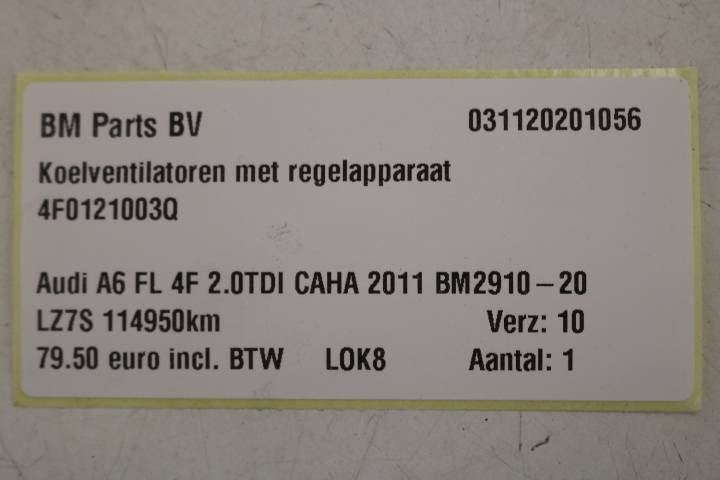 BM Parts BV 031120201056
Koelventilatoren met regelapparaat
4F0121003Q
Audi A6 FL 4F 2.0TDI CAHA 2011 BM2910-20
LZ7S 114950km Verz: 10
79.50 euro incl. BTW LOK8 Aantal: 1